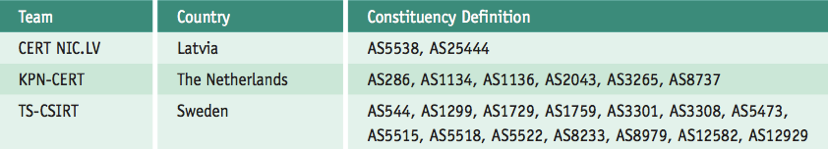 Team Country Constituency Definition
CERT NIC.LV Latvia AS5538, AS25444
KPN-CERT The Netherlands AS286, AS1134, AS1136, AS2043, AS3265, AS8737
TS-CSIRT Sweden AS544, AS1299, AS1729, AS1759, AS3301, AS3308, AS5473,
AS5515, AS5518, AS5522, AS8233, AS8979, AS12582, AS12929